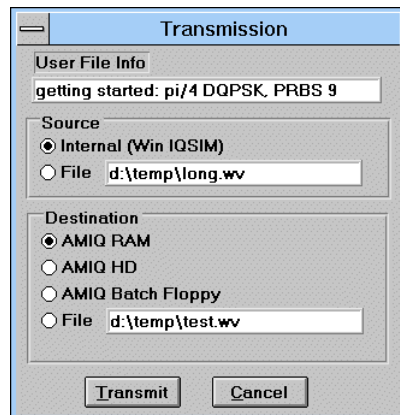 Transmission
User File Info
getting started: pi/4 DQPSK, PRBS 9
Source
Internal (Win IQSIM)
File d:\temp\long.wv
Destination
AMIQ RAM
AMIQ HD
AMIQ Batch Floppy
File d:\temp\test.wv
Transmit Cancel